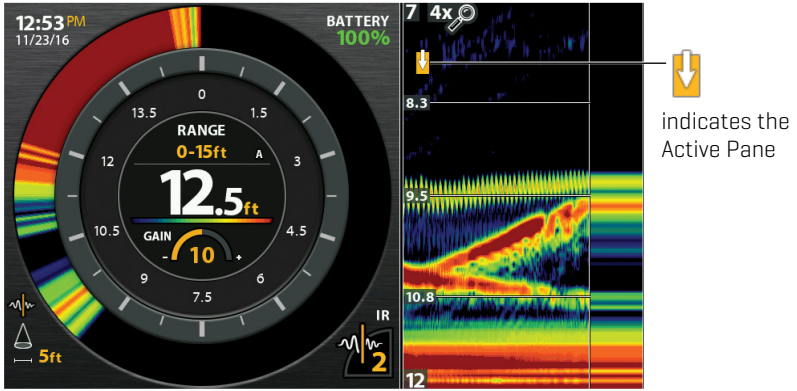 12:53 PM
11/23/16
BATTERY
100%
0
1.5
3
4.5
6
7.5
9
10.5
12
13.5
RANGE
0-15ft A
12.5ft
GAIN
- 10 +
5ft
IR
2
7 4x
8.3
9.5
10.8
12
indicates the
Active Pane